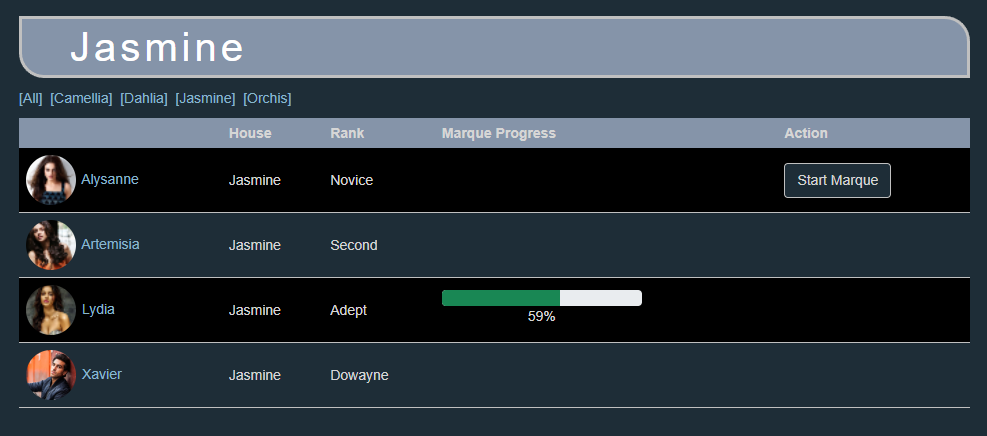 Jasmine
[All] [Camellia] [Dahlia] [Jasmine] [Orchis]
House Rank Marque Progress Action
Alysanne Jasmine Novice Start Marque
Artemisia Jasmine Second
Lydia Jasmine Adept 59%
Xavier Jasmine Dowayne